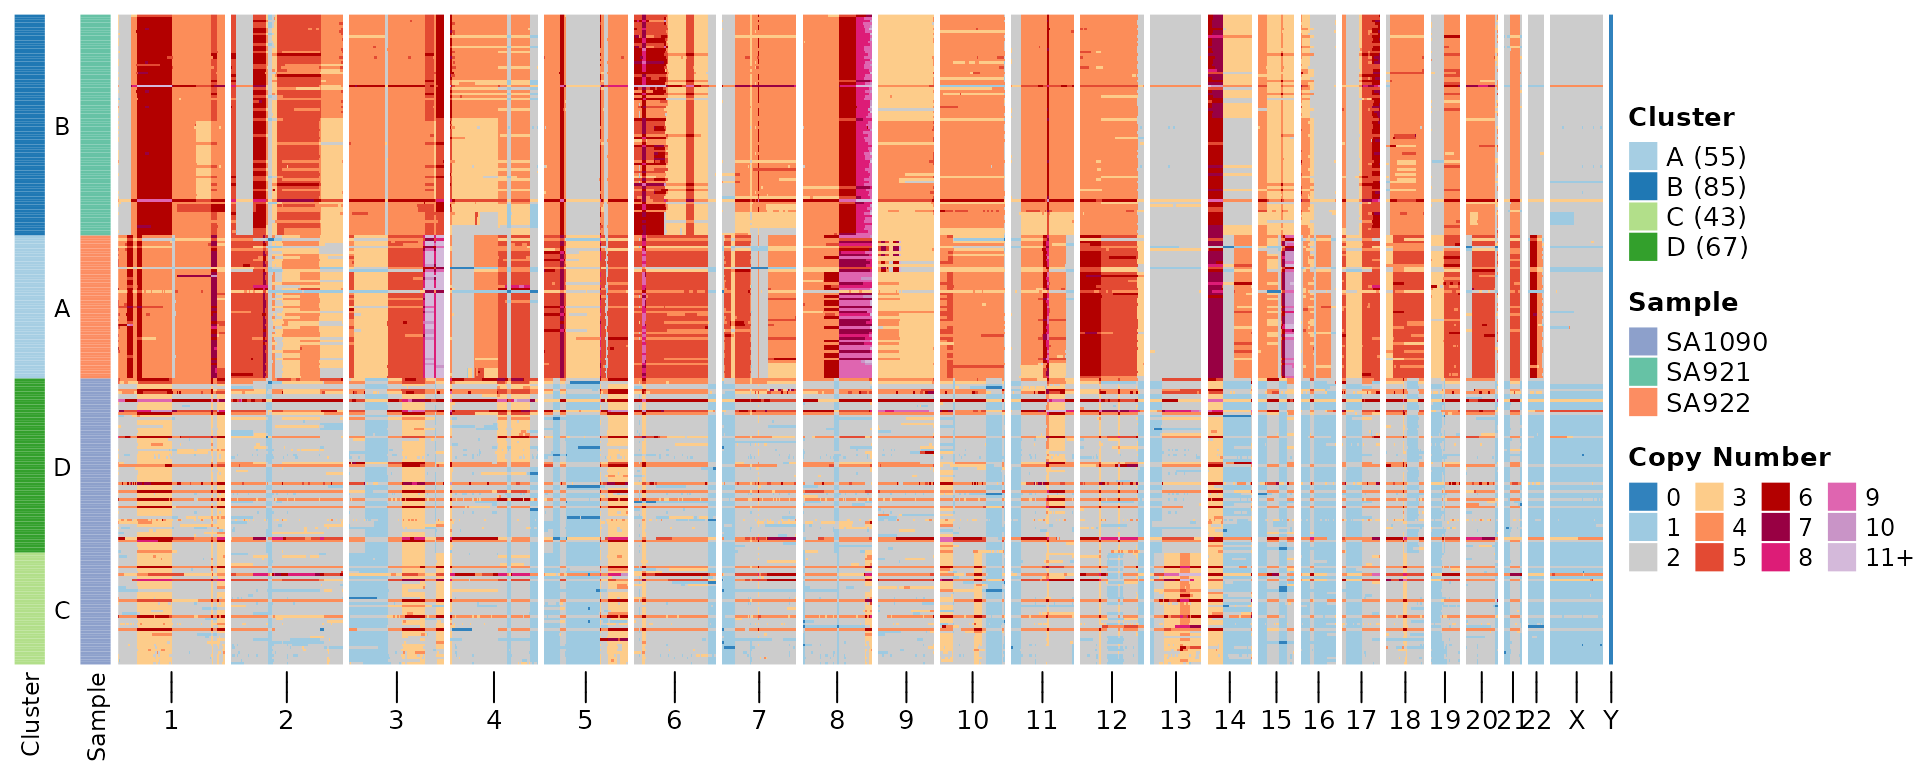 B
A
D
C
Cluster
Sample
1 2 3 4 5 6 7 8 9 10 11 12 13 14 15 16 17 18 19 20 21 22 X Y
Cluster
A (55)
B (85)
C (43)
D (67)
Sample
SA1090
SA921
SA922
Copy Number
0 3 6 9
1 4 7 10
2 5 8 11+